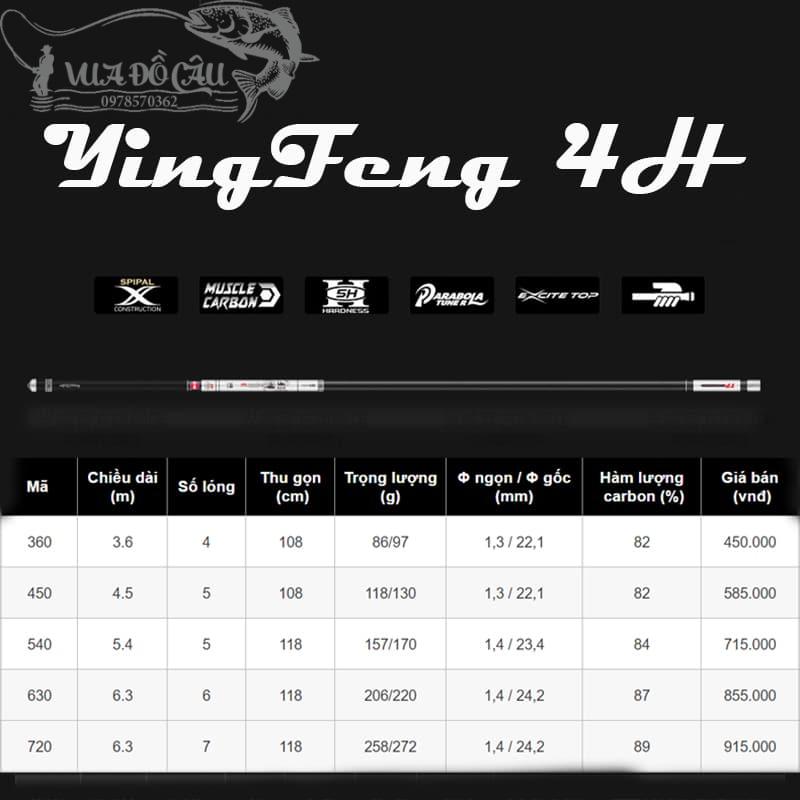 VUA ĐỒ CÂU
0978570362
YingFeng 4H
SPIPAL
X
CONSTRUCTION
MUSCLE
CARBON
H
SH
HARDNESS
PARABOLA
TUNER
EXCITE TOP
Mã Chiều dài (m) Số lóng Thu gọn (cm) Trọng lượng (g) Φ ngọn / Φ gốc (mm) Hàm lượng carbon (%) Giá bán (vnđ)
360 3.6 4 108 86/97 1,3 / 22,1 82 450.000
450 4.5 5 108 118/130 1,3 / 22,1 82 585.000
540 5.4 5 118 157/170 1,4 / 23,4 84 715.000
630 6.3 6 118 206/220 1,4 / 24,2 87 855.000
720 6.3 7 118 258/272 1,4 / 24,2 89 915.000